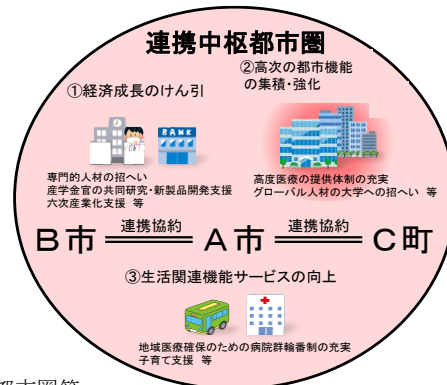 連携中枢都市圏
②高次の都市機能
の集積・強化
①経済成長のけん引
BANK
専門的人材の招へい
産学金官の共同研究・新製品開発支援
六次産業化支援 等
高度医療の提供体制の充実
グローバル人材の大学への招へい 等
B市 連携協約 A市 連携協約 C町
③生活関連機能サービスの向上
地域医療確保のための病院群輪番制の充実
子育て支援 等